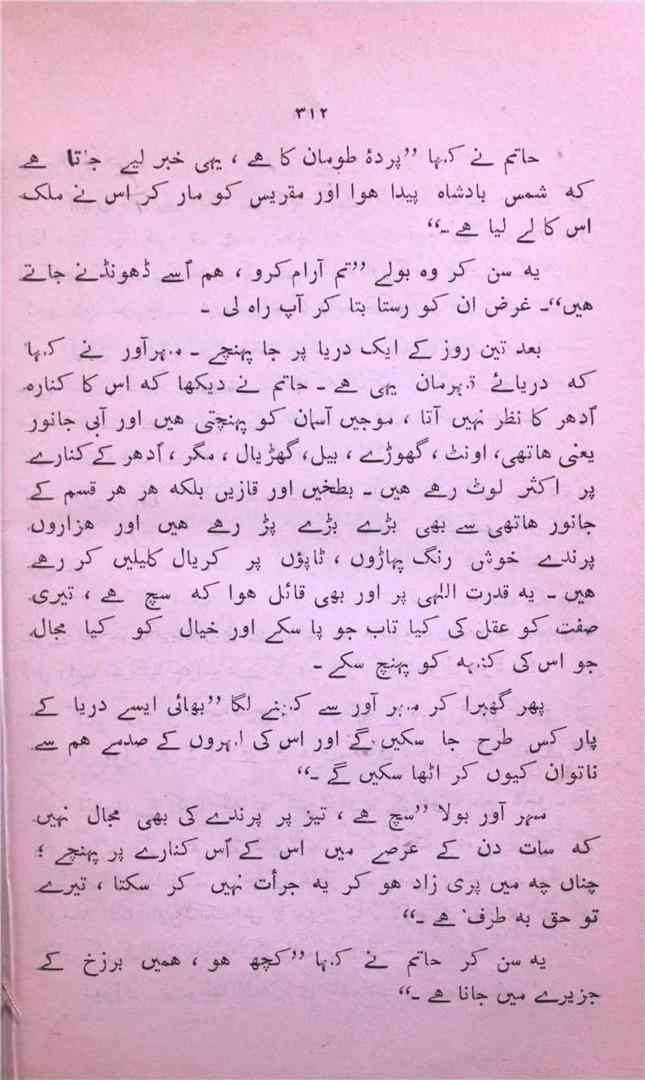 ۳۱۲
حاتم نے کہا ”پردۂ طومان کا ہے ، یہی خبر لیے جاتا ہے
کہ شمس بادشاہ پیدا ہوا اور مقریس کو مار کر اس نے ملک
اس کا لے لیا ہے ۔“
یہ سن کر وہ بولے ”تم آرام کرو ، ہم اُسے ڈھونڈنے جاتے
ہیں“۔ غرض ان کو رستا بتا کر آپ راہ لی ۔
بعد تین روز کے ایک دریا پر جا پہنچے ۔ مہرآور نے کہا
کہ دریائے قہرمان یہی ہے ۔ حاتم نے دیکھا کہ اس کا کنارہ
اُدھر کا نظر نہیں آتا ، موجیں آسمان کو پہنچتی ہیں اور آبی جانور
یعنی ہاتھی، اونٹ ، گھوڑے ، بیل، گھڑیال ، مگر ، اُدھر کے کنارے
پر اکثر لوٹ رہے ہیں ۔ بطخیں اور قازیں بلکہ ہر ہر قسم کے
جانور ہاتھی سے بھی بڑے بڑے پڑ رہے ہیں اور ہزاروں
پرندے خوش رنگ پہاڑوں ، ٹاپؤں پر کریال کلیلیں کر رہے
ہیں ۔ یہ قدرت الٰہی پر اور بھی قائل ہوا کہ سچ ہے ، تیری
صفت کو عقل کی کیا تاب جو پا سکے اور خیال کو کیا مجال
جو اس کی کنہہ کو پہنچ سکے ۔
پھر گھبرا کر مہر آور سے کہنے لگا ”بھائی ایسے دریا کے
پار کس طرح جا سکیں گے اور اس کی لہروں کے صدمے ہم سے
ناتواں کیوں کر اٹھا سکیں گے ۔“
مہر آور بولا ”سچ ہے ، تیز پر پرندے کی بھی مجال نہیں
کہ سات دن کے عرصے میں اس کے اُس کنارے پر پہنچے ؛
چناں چہ میں پری زاد ہو کر یہ جرأت نہیں کر سکتا ، تیرے
تو حق بہ طرف ہے ۔“
یہ سن کر حاتم نے کہا ”کچھ ہو ، ہمیں برزخ کے
جزیرے میں جانا ہے ۔“